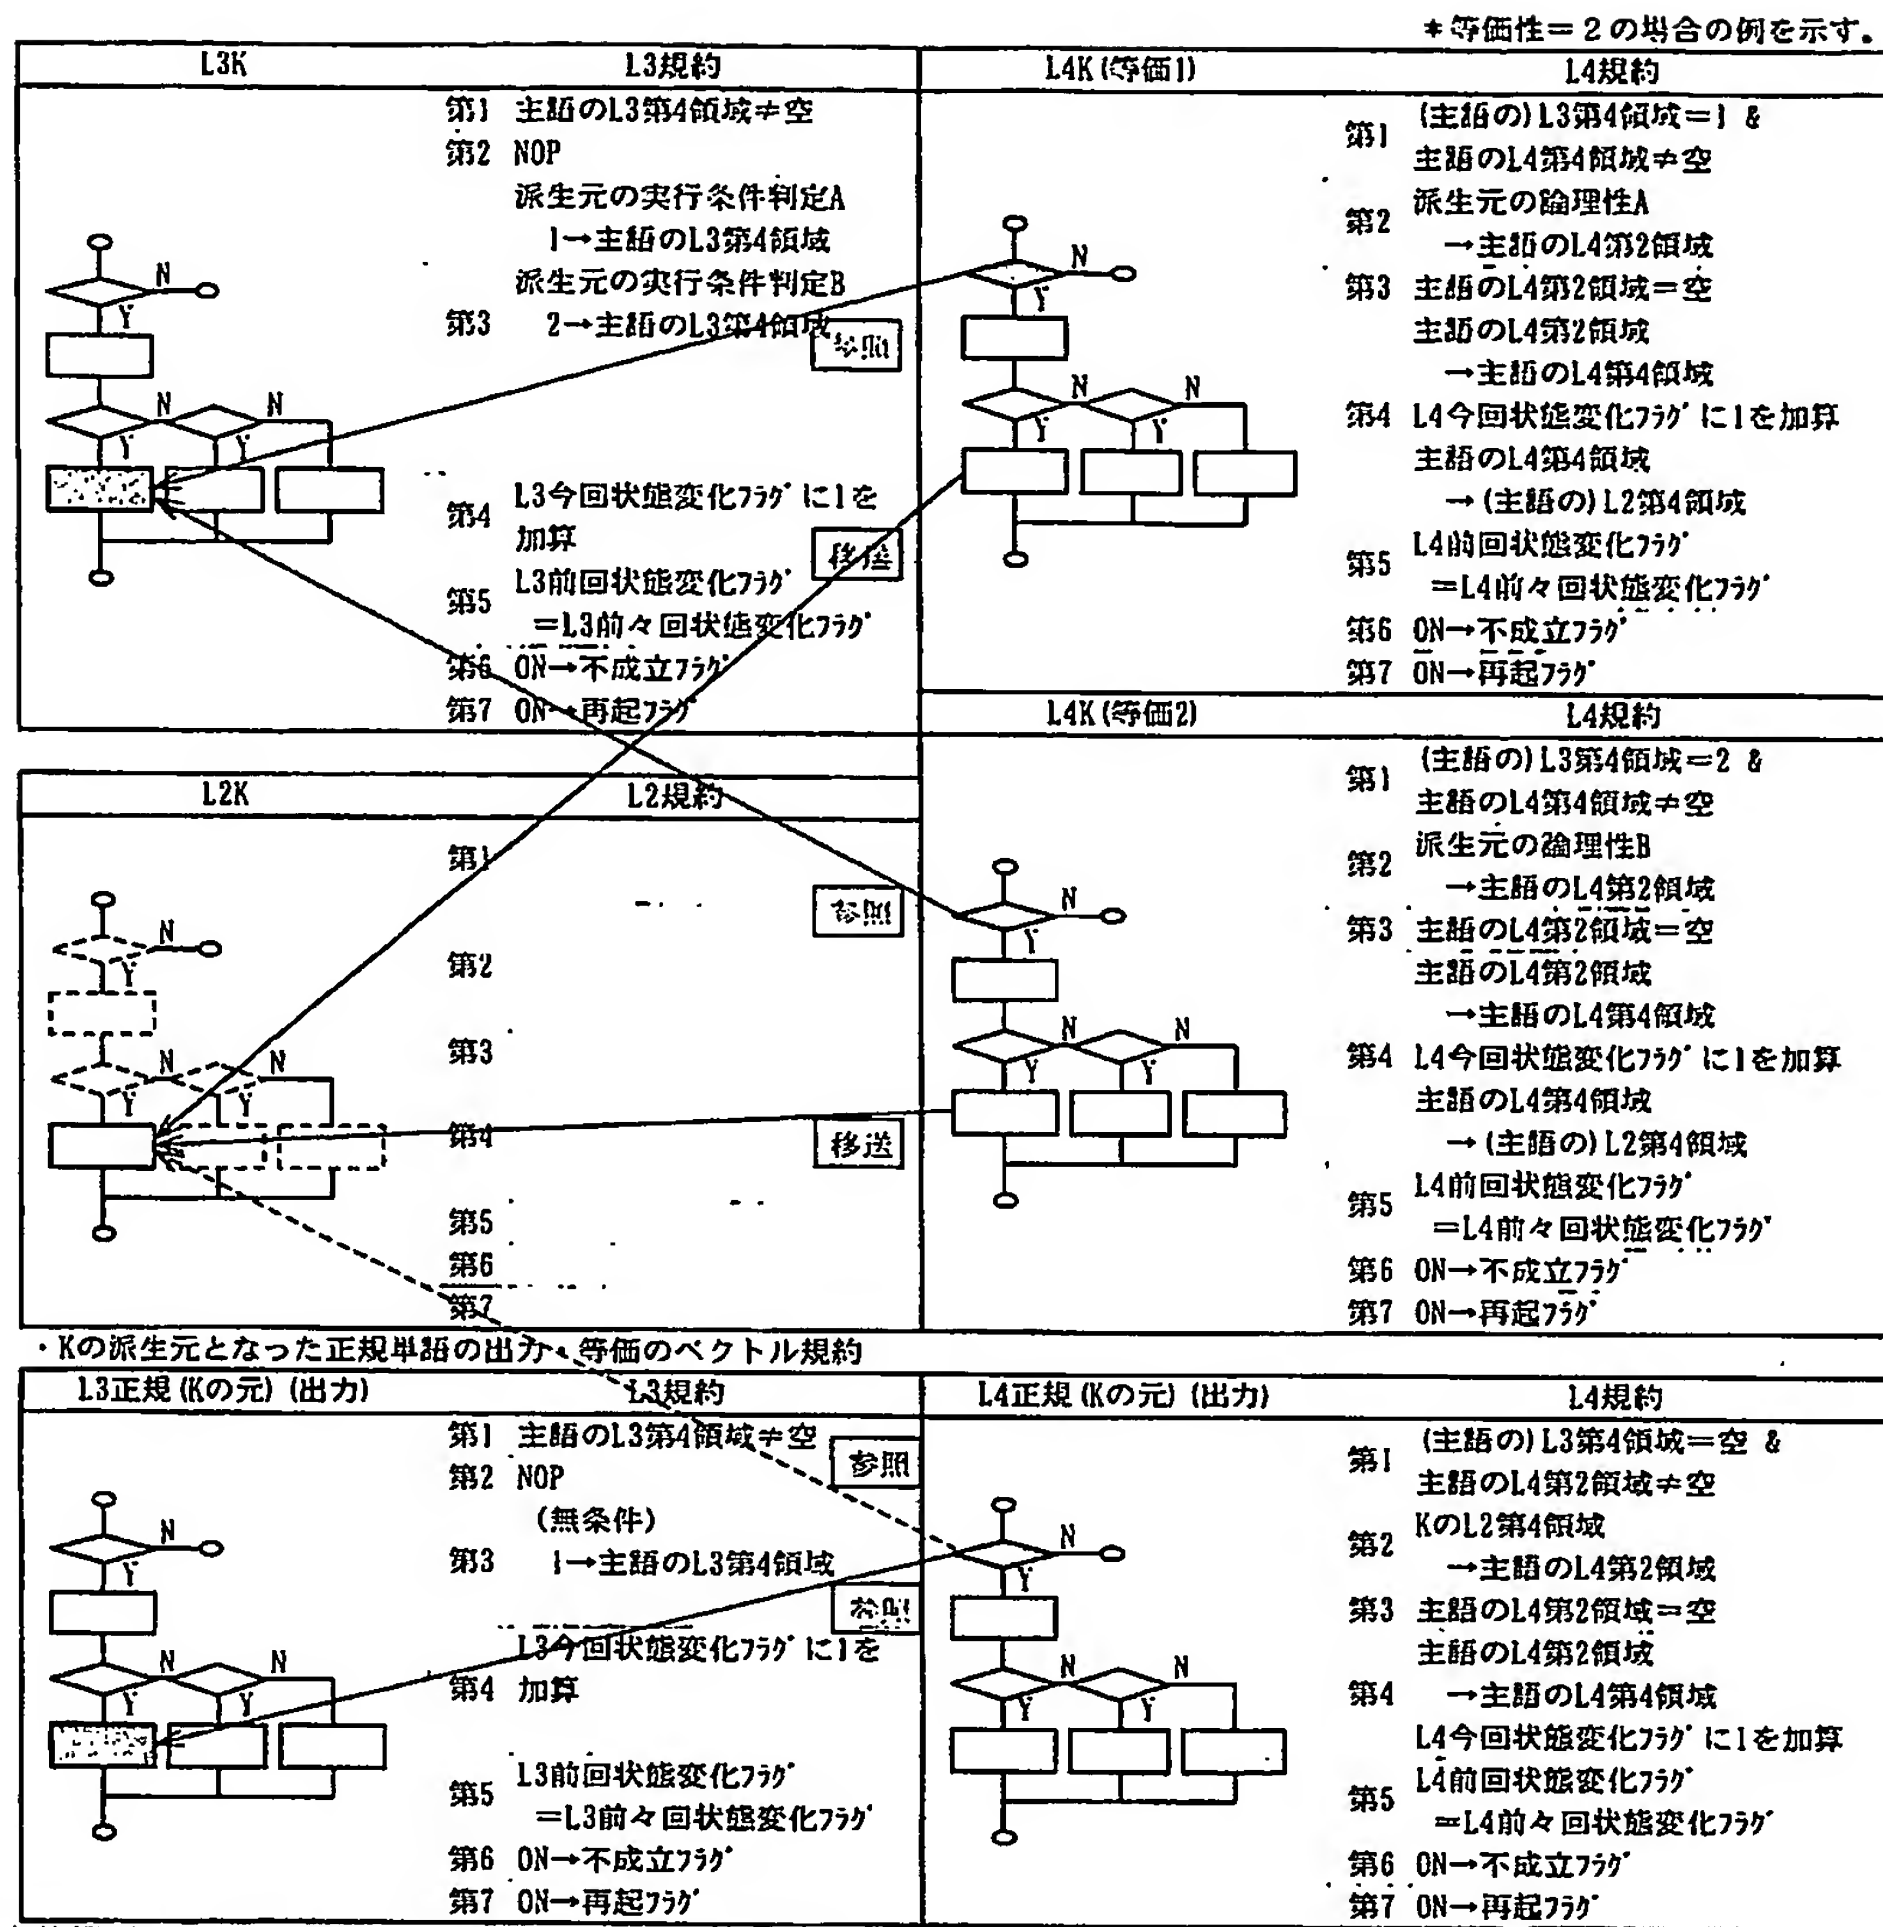 *等価性＝2の場合の例を示す。
L3K
L3規約
第1 主語のL3第4領域≠空
第2 NOP
派生元の実行条件判定A
1→主語のL3第4領域
派生元の実行条件判定B
第3 2→主語のL3第4領域
参照
第4 L3今回状態変化フラグに1を
加算
移送
第5 L3前回状態変化フラグ
＝L3前々回状態変化フラグ
第6 ON→不成立フラグ
第7 ON→再起フラグ
N
Y
N
N
Y
Y
L4K(等価1)
L4規約
第1 (主語の)L3第4領域＝1 &
主語のL4第4領域≠空
第2 派生元の論理性A
→主語のL4第2領域
第3 主語のL4第2領域＝空
主語のL4第2領域
→主語のL4第4領域
第4 L4今回状態変化フラグに1を加算
主語のL4第4領域
→(主語の)L2第4領域
第5 L4前回状態変化フラグ
＝L4前々回状態変化フラグ
第6 ON→不成立フラグ
第7 ON→再起フラグ
N
Y
N
N
Y
Y
L2K
L2規約
第1
参照
第2
第3
第4
移送
第5
第6
第7
N
Y
N
N
Y
Y
L4K(等価2)
L4規約
第1 (主語の)L3第4領域＝2 &
主語のL4第4領域≠空
第2 派生元の論理性B
→主語のL4第2領域
第3 主語のL4第2領域＝空
主語のL4第2領域
→主語のL4第4領域
第4 L4今回状態変化フラグに1を加算
主語のL4第4領域
→(主語の)L2第4領域
第5 L4前回状態変化フラグ
＝L4前々回状態変化フラグ
第6 ON→不成立フラグ
第7 ON→再起フラグ
N
Y
N
N
Y
Y
・Kの派生元となった正規単語の出力・等価のベクトル規約
L3正規(Kの元)(出力)
L3規約
第1 主語のL3第4領域≠空
参照
第2 NOP
(無条件)
第3 1→主語のL3第4領域
参照
L3今回状態変化フラグに1を
第4 加算
第5 L3前回状態変化フラグ
＝L3前々回状態変化フラグ
第6 ON→不成立フラグ
第7 ON→再起フラグ
N
Y
N
N
Y
Y
L4正規(Kの元)(出力)
L4規約
第1 (主語の)L3第4領域＝空 &
主語のL4第2領域≠空
第2 KのL2第4領域
→主語のL4第2領域
第3 主語のL4第2領域＝空
主語のL4第2領域
第4 →主語のL4第4領域
L4今回状態変化フラグに1を加算
第5 L4前回状態変化フラグ
＝L4前々回状態変化フラグ
第6 ON→不成立フラグ
第7 ON→再起フラグ
N
Y
N
N
Y
Y